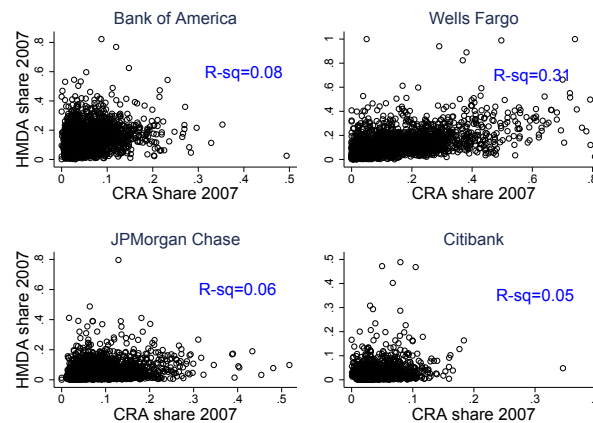 Bank of America
Wells Fargo
HMDA share 2007
.8
.6
.4
.2
0
R-sq=0.08
0 .1 .2 .3 .4 .5
CRA Share 2007
1
.8
.6
.4
.2
0
R-sq=0.31
0 .2 .4 .6 .8
CRA Share 2007
JPMorgan Chase
Citibank
HMDA share 2007
.8
.6
.4
.2
0
R-sq=0.06
0 .1 .2 .3 .4 .5
CRA share 2007
.5
.4
.3
.2
.1
0
R-sq=0.05
0 .1 .2 .3 .4
CRA share 2007